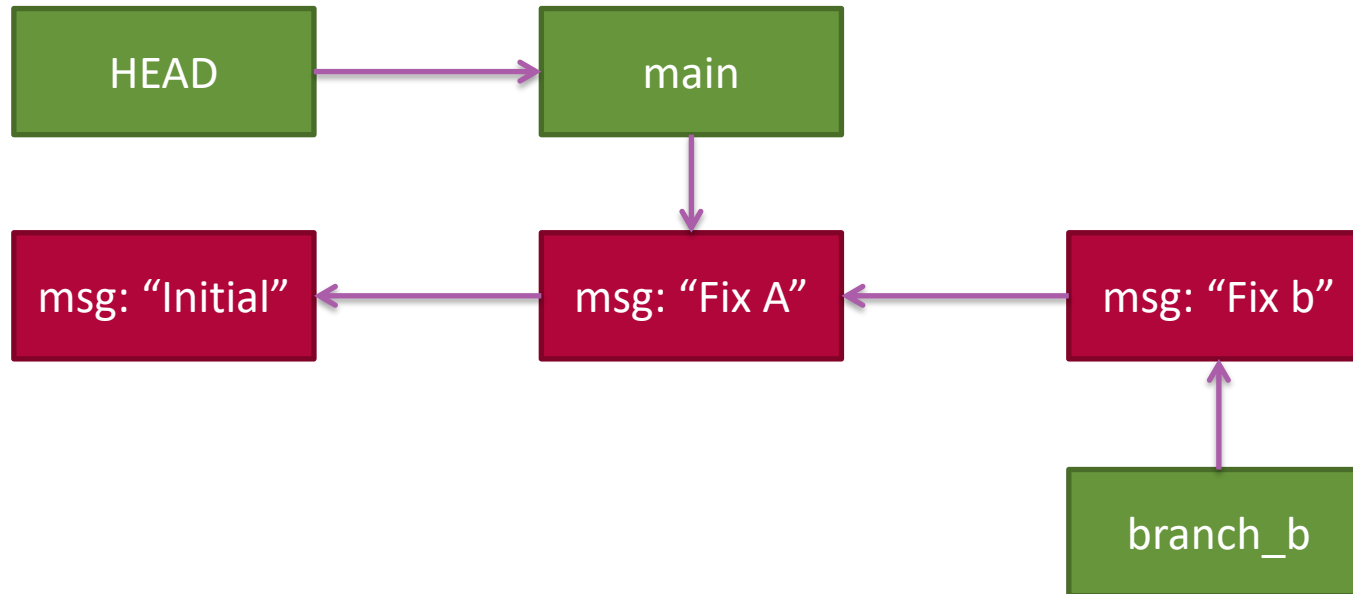 HEAD
main
msg: “Initial”
msg: “Fix A”
msg: “Fix b”
branch_b